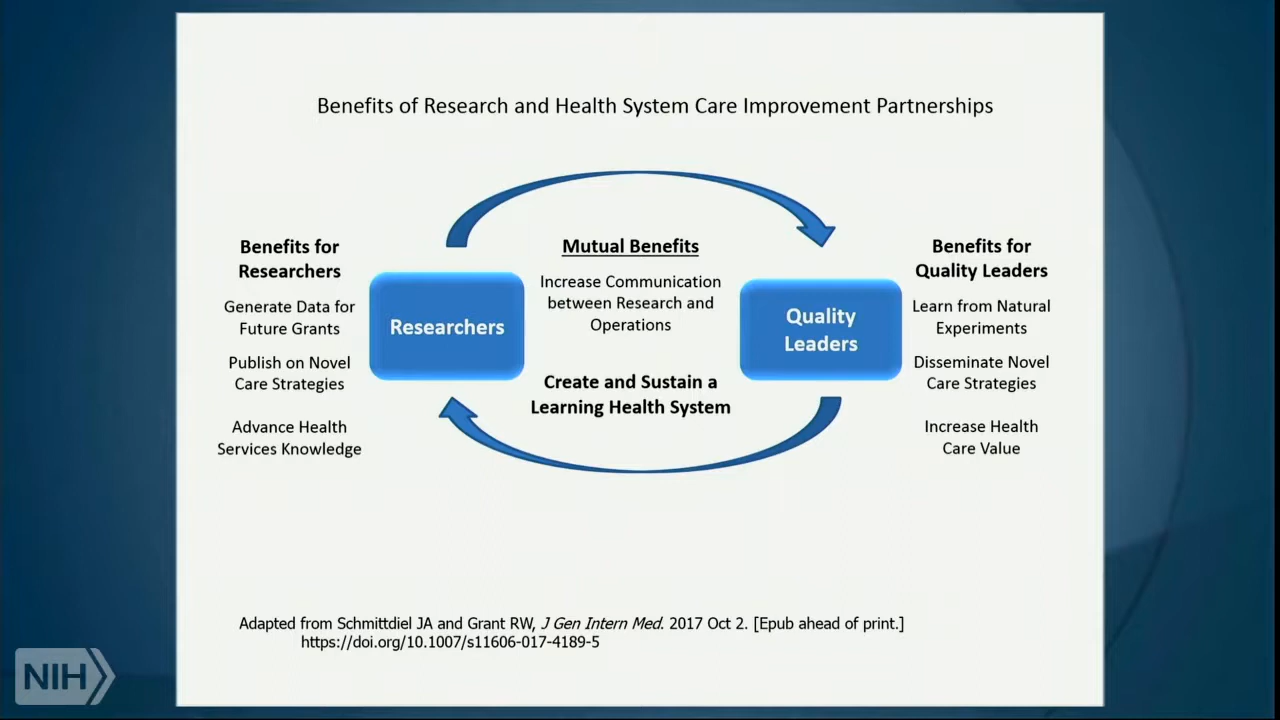 Benefits of Research and Health System Care Improvement Partnerships
Benefits for
Researchers
Generate Data for
Future Grants
Publish on Novel
Care Strategies
Advance Health
Services Knowledge
Researchers
Mutual Benefits
Increase Communication
between Research and
Operations
Create and Sustain a
Learning Health System
Quality
Leaders
Benefits for
Quality Leaders
Learn from Natural
Experiments
Disseminate Novel
Care Strategies
Increase Health
Care Value
Adapted from Schmittdiel JA and Grant RW, J Gen Intern Med. 2017 Oct 2. [Epub ahead of print.]
https://doi.org/10.1007/s11606-017-4189-5
NIH